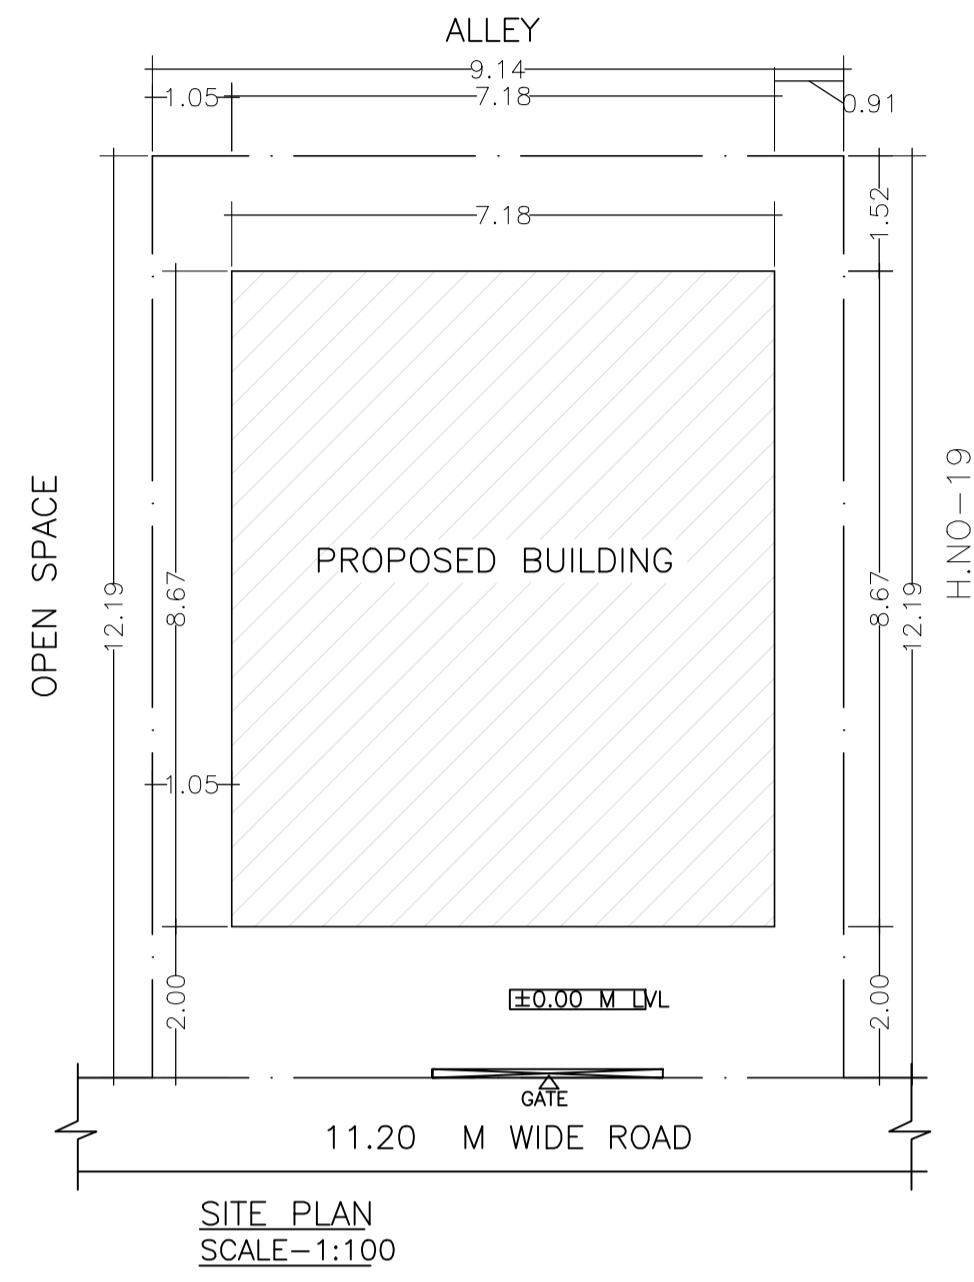 ALLEY
9.14
1.05
7.18
0.91
1.52
7.18
OPEN SPACE
12.19
8.67
PROPOSED BUILDING
8.67
12.19
H.NO-19
1.05
2.00
±0.00 M LVL
2.00
GATE
11.20 M WIDE ROAD
SITE PLAN
SCALE-1:100